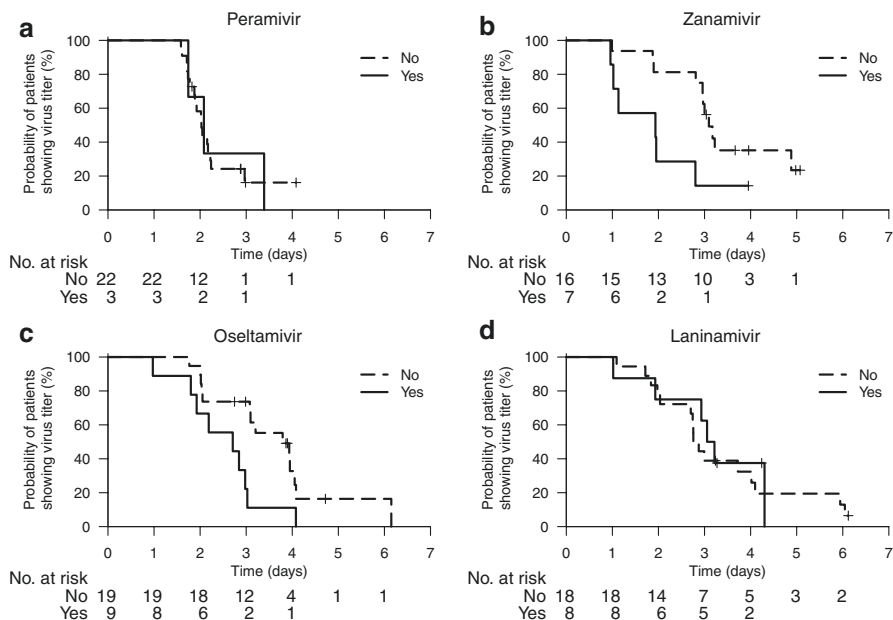 a
Peramivir
Probability of patients
showing virus titer (%)
100
80
60
40
20
0
No
Yes
0 1 2 3 4 5 6 7
Time (days)
No. at risk
No 22 22 12 1 1
Yes 3 3 2 1
b
Zanamivir
Probability of patients
showing virus titer (%)
100
80
60
40
20
0
No
Yes
0 1 2 3 4 5 6 7
Time (days)
No. at risk
No 16 15 13 10 3 1
Yes 7 6 2 1
c
Oseltamivir
Probability of patients
showing virus titer (%)
100
80
60
40
20
0
No
Yes
0 1 2 3 4 5 6 7
Time (days)
No. at risk
No 19 19 18 12 4 1 1
Yes 9 8 6 2 1
d
Laninamivir
Probability of patients
showing virus titer (%)
100
80
60
40
20
0
No
Yes
0 1 2 3 4 5 6 7
Time (days)
No. at risk
No 18 18 14 7 5 3 2
Yes 8 8 6 5 2